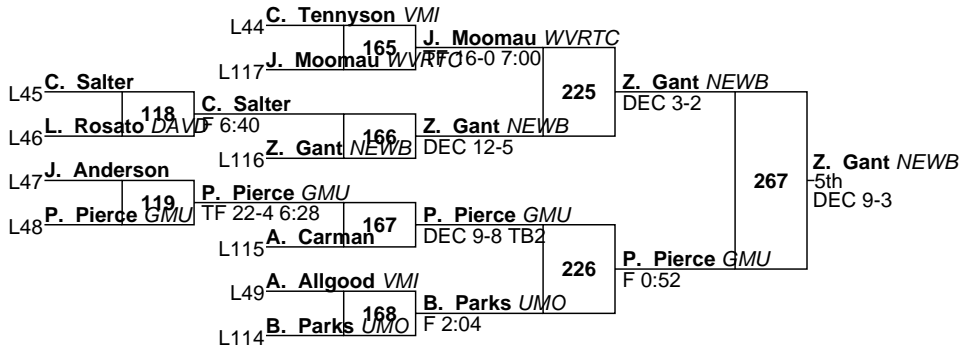 C. Tennyson VMI
L44
165
J. Moomau WVRTC
TF 16-0 7:00
J. Moomau WVRTC
L117
225
Z. Gant NEWB
DEC 3-2
C. Salter
L45
118
C. Salter
F 6:40
L. Rosato DAVD
L46
166
Z. Gant NEWB
DEC 12-5
Z. Gant NEWB
L116
267
Z. Gant NEWB
5th
DEC 9-3
J. Anderson
L47
119
P. Pierce GMU
TF 22-4 6:28
P. Pierce GMU
L48
167
P. Pierce GMU
DEC 9-8 TB2
A. Carman
L115
226
P. Pierce GMU
F 0:52
A. Allgood VMI
L49
168
B. Parks UMO
F 2:04
B. Parks UMO
L114